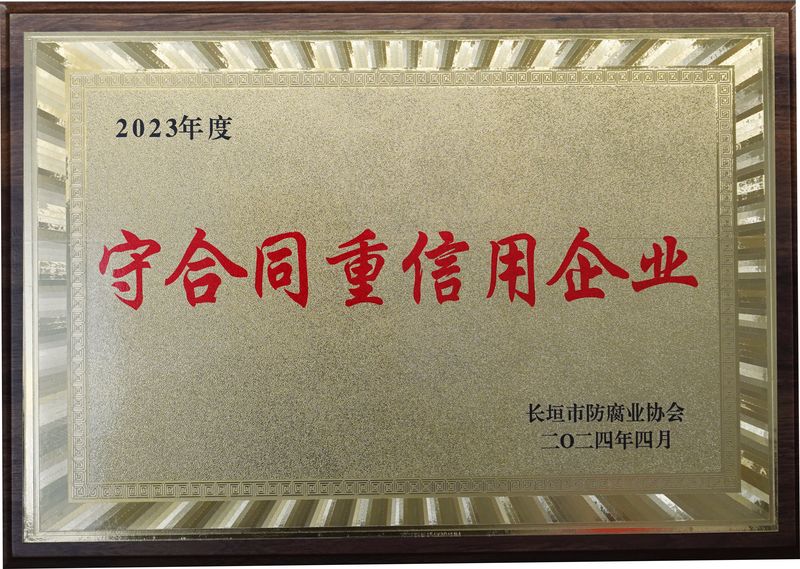 2023年度
守合同重信用企业
长垣市防腐业协会
二O二四年四月